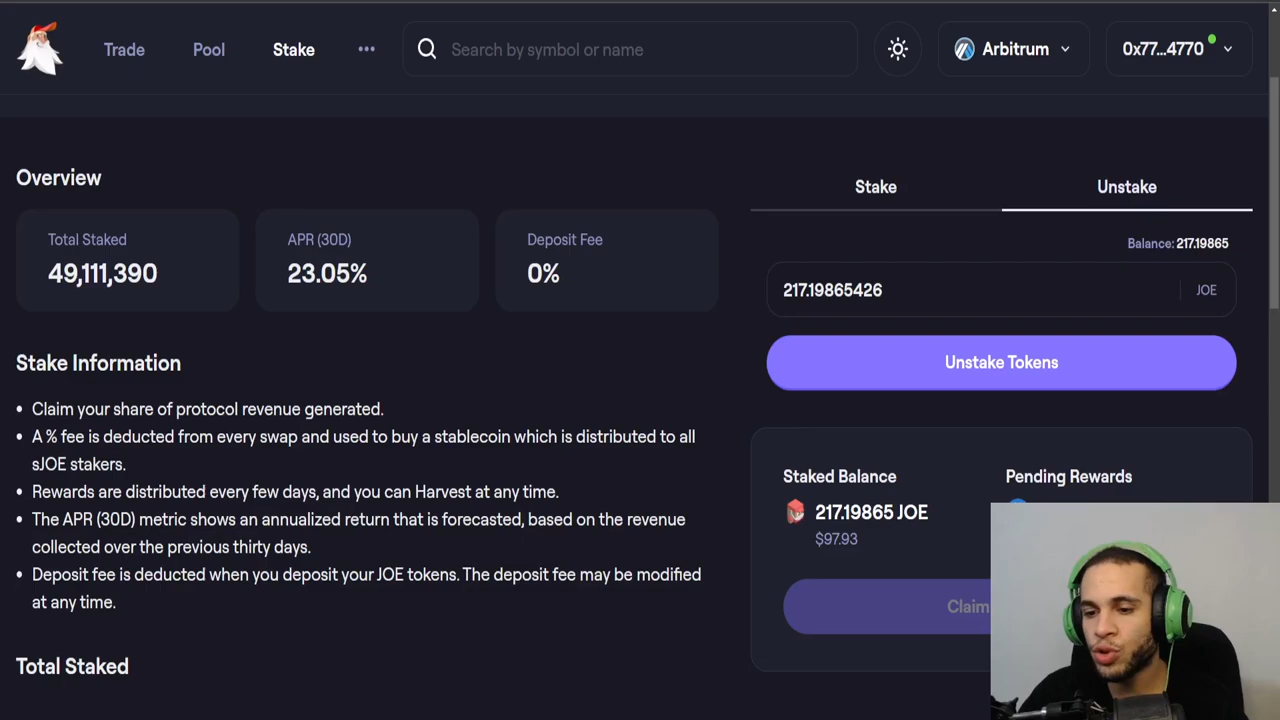 Trade
Pool
Stake
Search by symbol or name
Arbitrum
0x77...4770
Overview
Total Staked
49,111,390
APR (30D)
23.05%
Deposit Fee
0%
Stake Information
• Claim your share of protocol revenue generated.
• A % fee is deducted from every swap and used to buy a stablecoin which is distributed to all
sJOE stakers.
• Rewards are distributed every few days, and you can Harvest at any time.
• The APR (30D) metric shows an annualized return that is forecasted, based on the revenue
collected over the previous thirty days.
• Deposit fee is deducted when you deposit your JOE tokens. The deposit fee may be modified
at any time.
Total Staked
Stake
Unstake
Balance: 217.19865
217.19865426
JOE
Unstake Tokens
Staked Balance
217.19865 JOE
$97.93
Pending Rewards
Claim